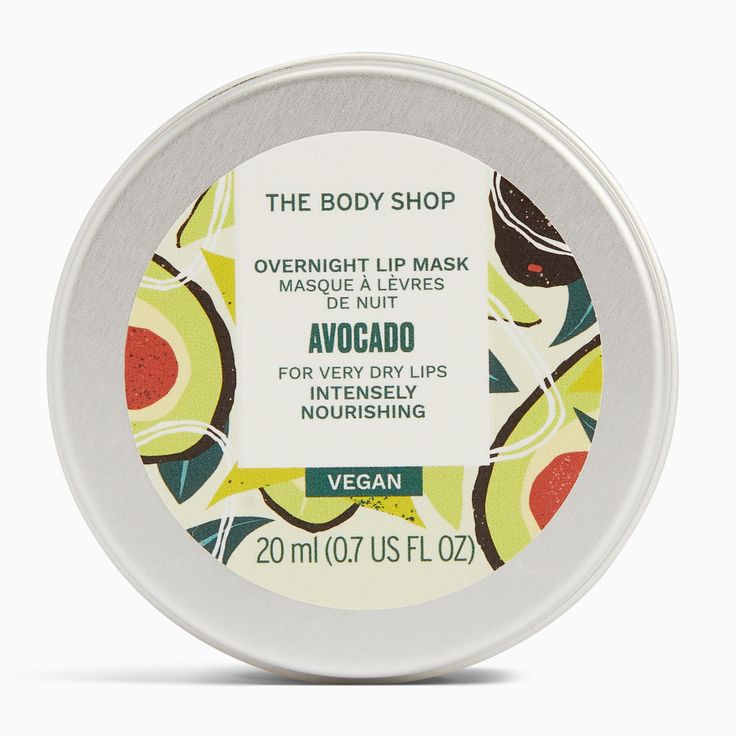 THE BODY SHOP
OVERNIGHT LIP MASK
MASQUE À LÈVRES
DE NUIT
AVOCADO
FOR VERY DRY LIPS
INTENSELY
NOURISHING
VEGAN
20 ml (0.7 US FL OZ)